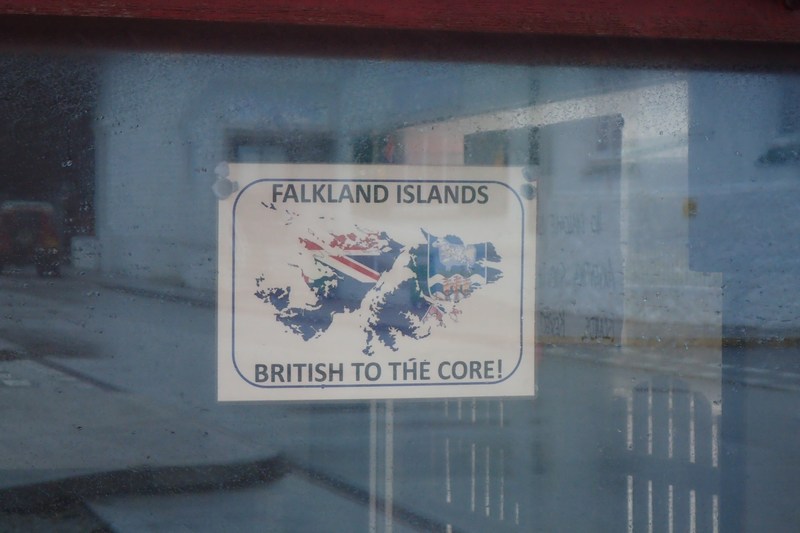 FALKLAND ISLANDS
BRITISH TO THE CORE!